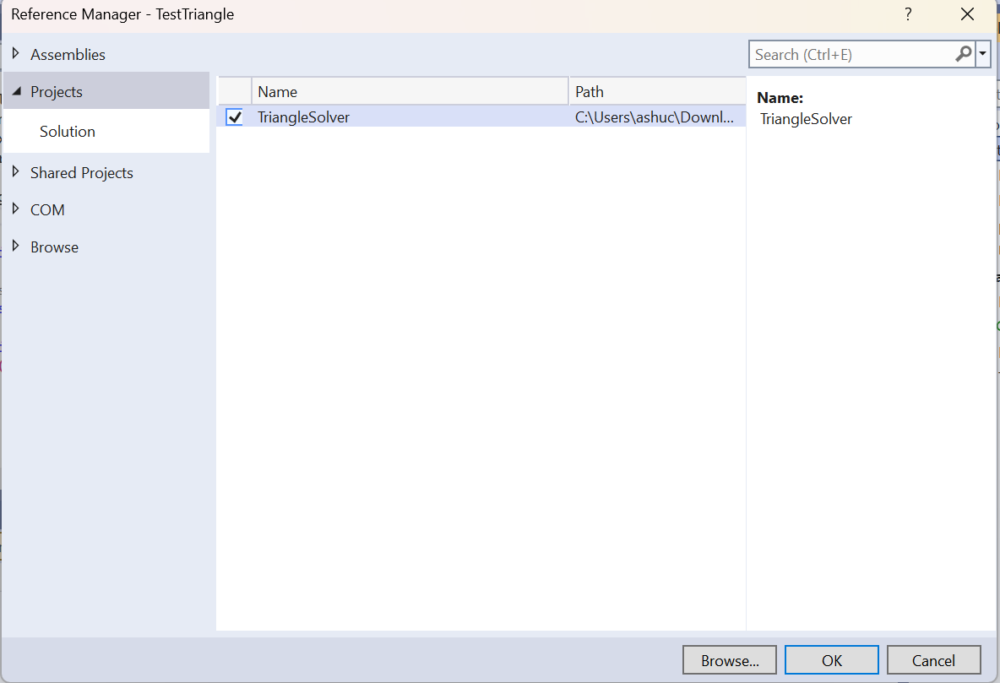 Reference Manager - TestTriangle
?
Assemblies
Search (Ctrl+E)
Projects
Solution
Shared Projects
COM
Browse
Name
Path
TriangleSolver
C:\Users\ashuc\Downl...
Name:
TriangleSolver
Browse...
OK
Cancel